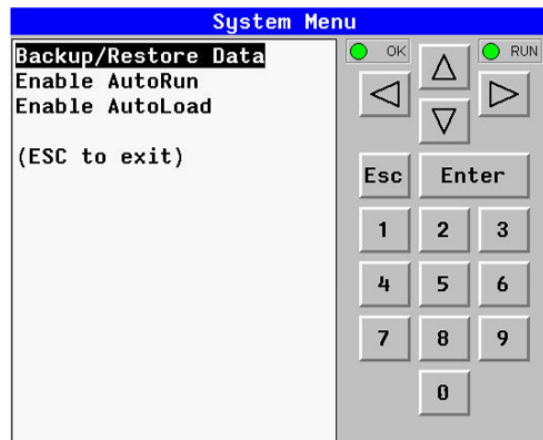 System Menu
Backup/Restore Data
Enable AutoRun
Enable AutoLoad
(ESC to exit)
OK
RUN
Esc
Enter
1 2 3
4 5 6
7 8 9
0